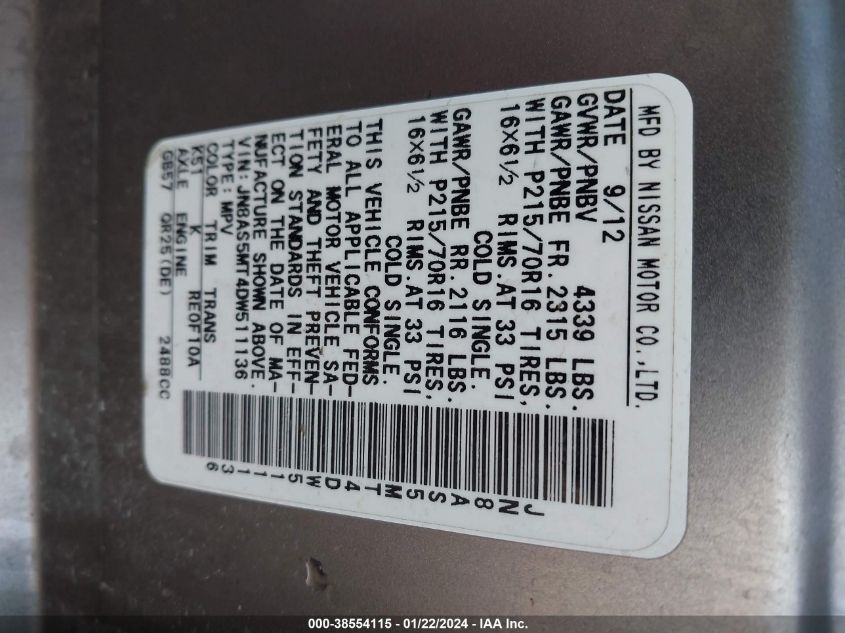 MFD BY NISSAN MOTOR CO.,LTD.
DATE 9/12
GVWR/PNBV 4339 LBS.
GAWR/PNBE FR. 2315 LBS.
WITH P215/70R16 TIRES,
16X6½ RIMS.AT 33 PSI
COLD SINGLE.
GAWR/PNBE RR. 2116 LBS.
WITH P215/70R16 TIRES,
16X6½ RIMS.AT 33 PSI
COLD SINGLE.
THIS VEHICLE CONFORMS
TO ALL APPLICABLE FED-
ERAL MOTOR VEHICLE SA-
FETY AND THEFT PREVEN-
TION STANDARDS IN EFF-
ECT ON THE DATE OF MA-
NUFACTURE SHOWN ABOVE.
VIN: JN8AS5MT4DW511136
TYPE: MPV
COLOR TRIM TRANS
K51 K RE0F10A
AXLE ENGINE
GB57 QR25(DE) 2488CC
JN8AS5MT4DW511136
000-38554115 - 01/22/2024 - IAA Inc.